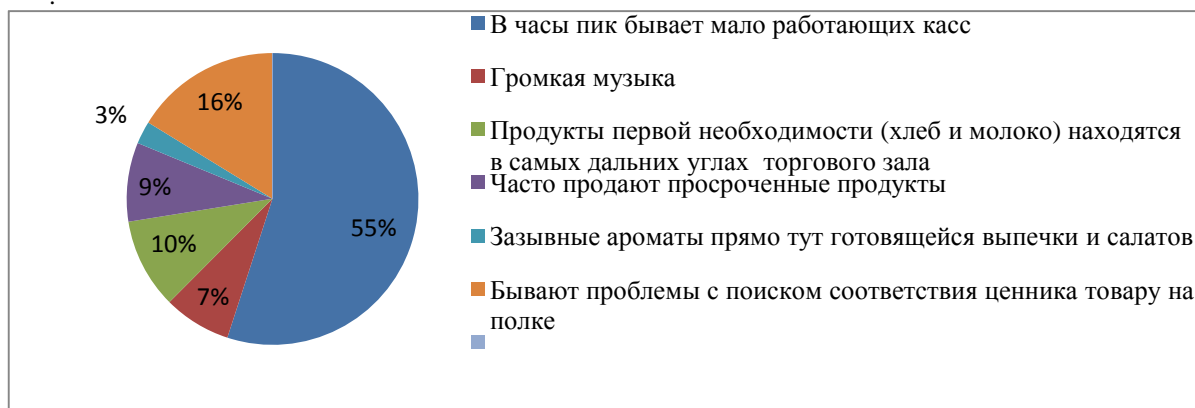 В часы пик бывает мало работающих касс
Громкая музыка
Продукты первой необходимости (хлеб и молоко) находятся
в самых дальних углах торгового зала
Часто продают просроченные продукты
Зазывные ароматы прямо тут готовящейся выпечки и салатов
Бывают проблемы с поиском соответствия ценника товару на
полке
16%
3%
9%
55%
10%
7%